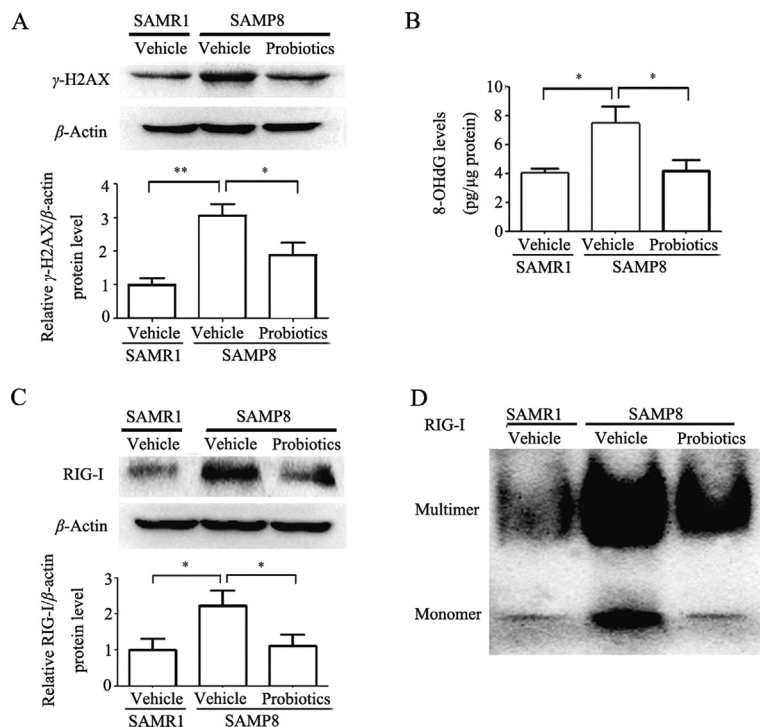 A
SAMR1 SAMP8
Vehicle Vehicle Probiotics
γ-H2AX
β-Actin
Relative γ-H2AX/β-actin
protein level
** *
4
3
2
1
0
Vehicle Vehicle Probiotics
SAMR1 SAMP8
B
8-OHdG levels
(pg/μg protein)
* *
10
8
6
4
2
0
Vehicle Vehicle Probiotics
SAMR1 SAMP8
C
SAMR1 SAMP8
Vehicle Vehicle Probiotics
RIG-I
β-Actin
Relative RIG-I/β-actin
protein level
* *
3
2
1
0
Vehicle Vehicle Probiotics
SAMR1 SAMP8
D
RIG-I
SAMR1 SAMP8
Vehicle Vehicle Probiotics
Multimer
Monomer